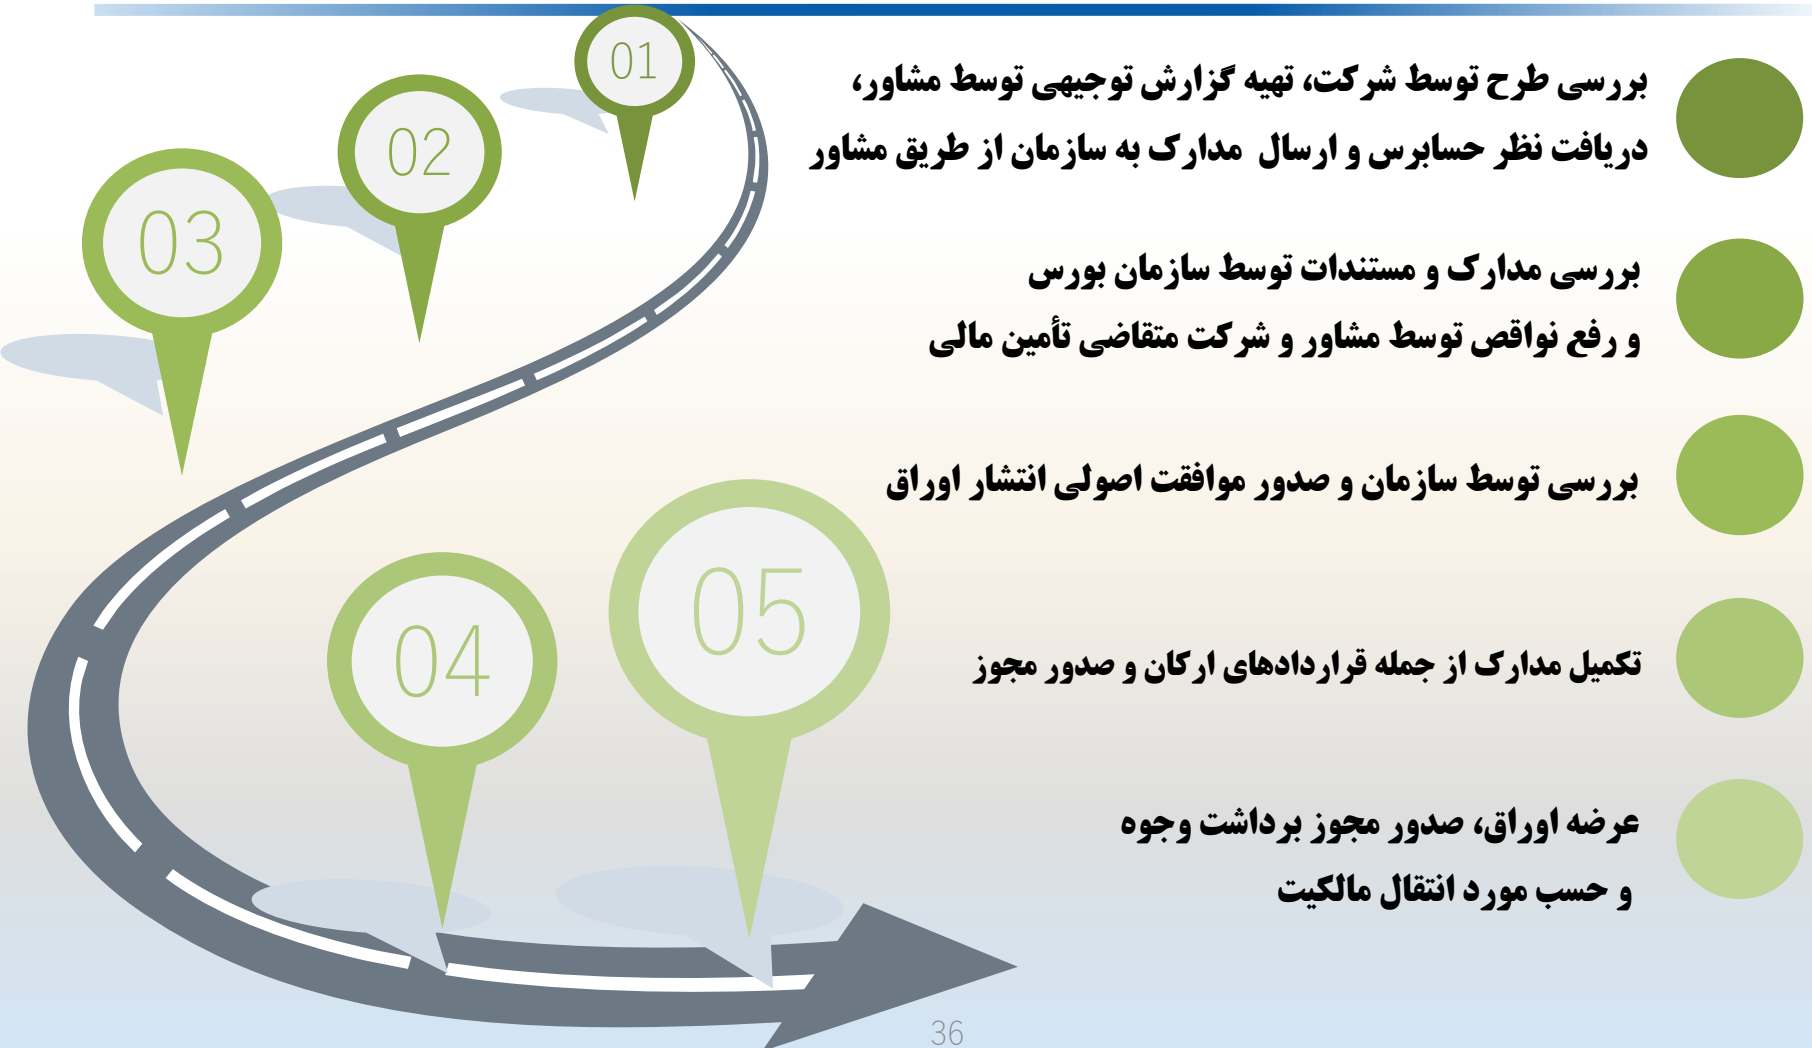 01
بررسی طرح توسط شرکت، تهیه گزارش توجیهی توسط مشاور،
دریافت نظر حسابرس و ارسال مدارک به سازمان از طریق مشاور
02
بررسی مدارک و مستندات توسط سازمان بورس
و رفع نواقص توسط مشاور و شرکت متقاضی تأمین مالی
03
بررسی توسط سازمان و صدور موافقت اصولی انتشار اوراق
04
تکمیل مدارک از جمله قراردادهای ارکان و صدور مجوز
05
عرضه اوراق، صدور مجوز برداشت وجوه
و حسب مورد انتقال مالکیت
36